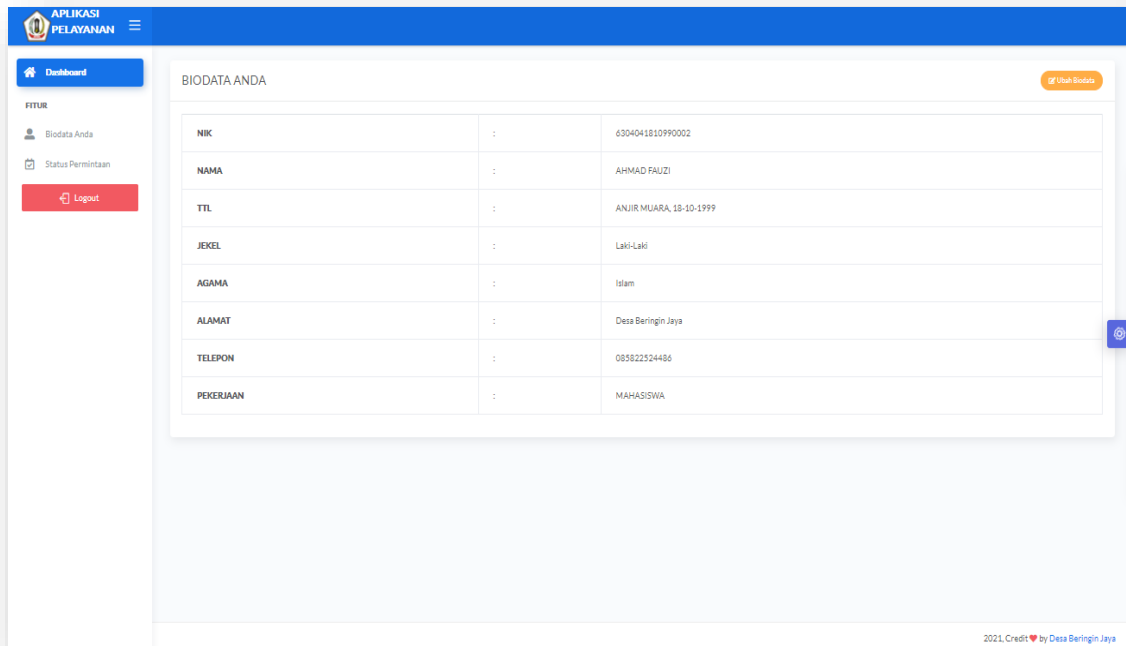 APLIKASI
PELAYANAN
Dashboard
FITUR
Biodata Anda
Status Permintaan
Logout
BIODATA ANDA
Ubah Biodata
NIK : 6304041810990002
NAMA : AHMAD FAUZI
TTL : ANJIR MUARA, 18-10-1999
JEKEL : Laki-Laki
AGAMA : Islam
ALAMAT : Desa Beringin Jaya
TELEPON : 085822524486
PEKERJAAN : MAHASISWA
2021, Credit by Desa Beringin Jaya